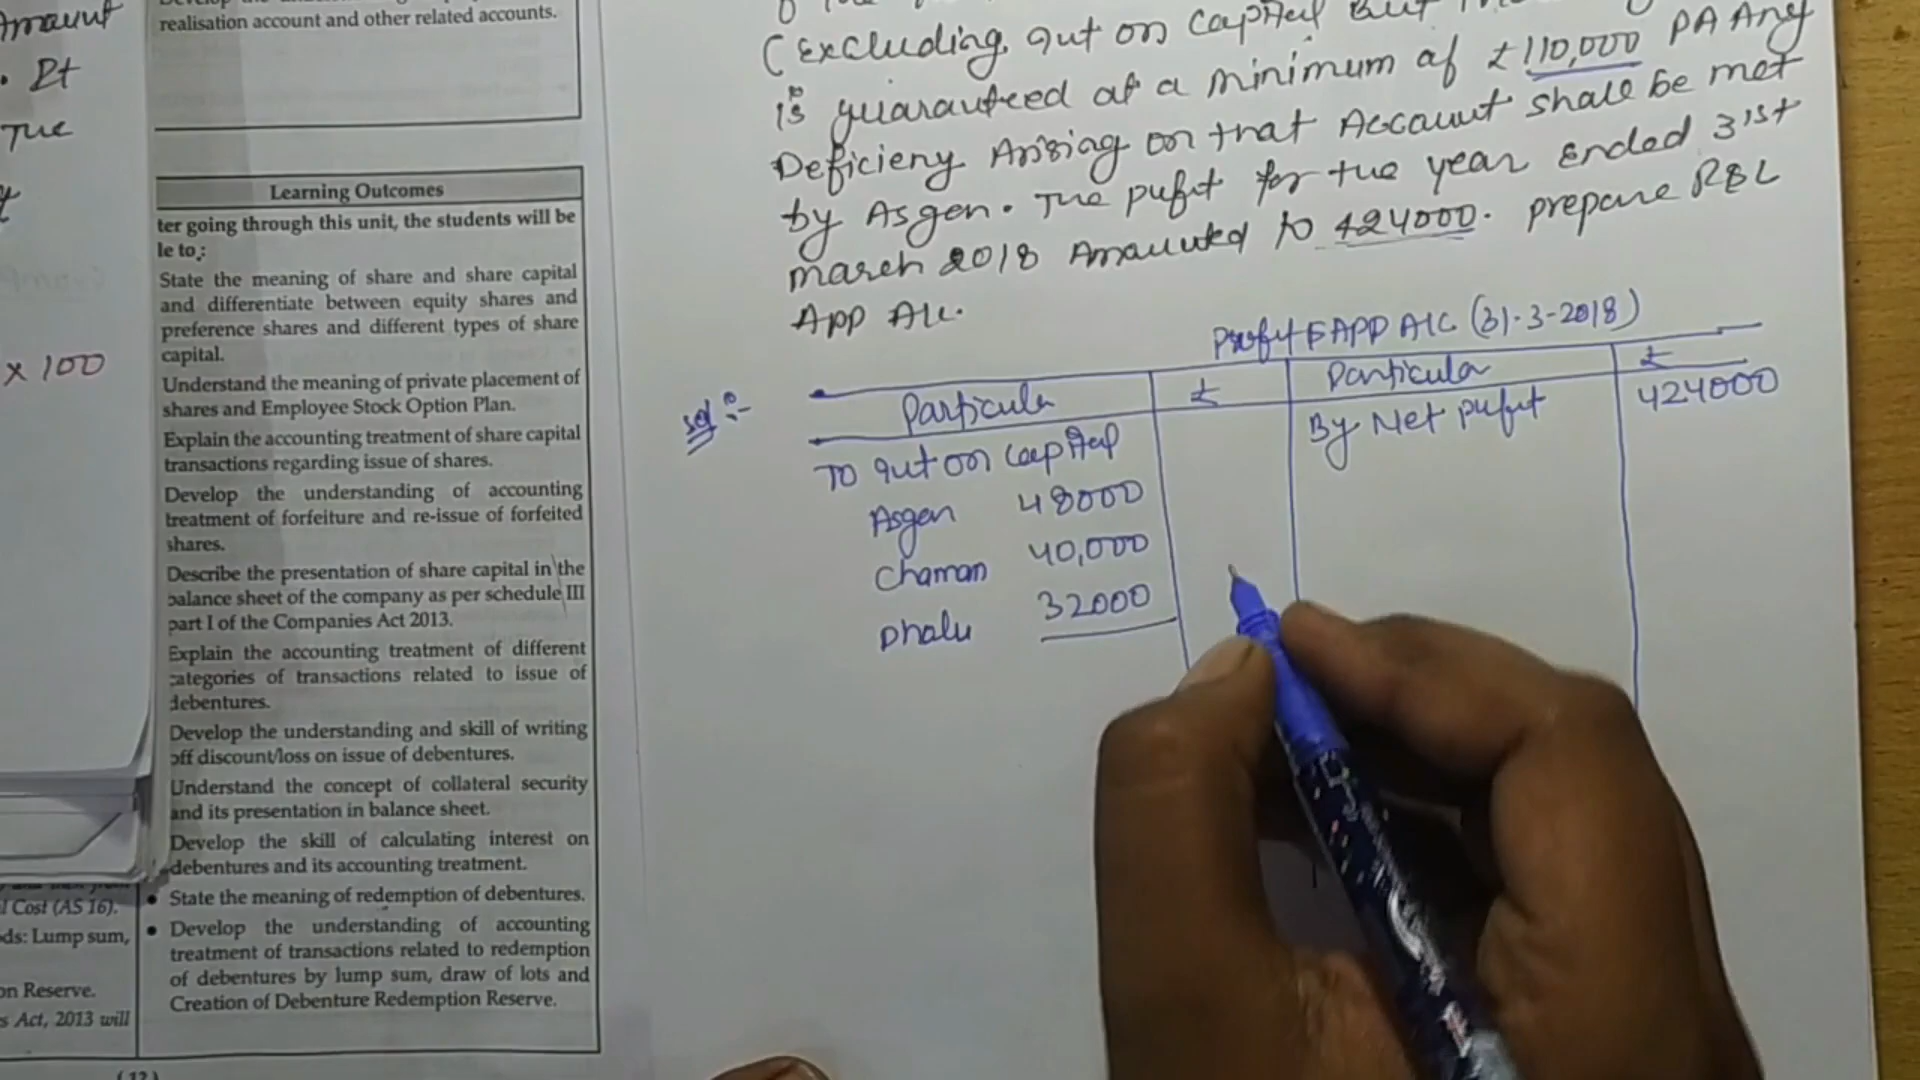 Amount
. It
The
x 100
realisation account and other related accounts.
Learning Outcomes
ter going through this unit, the students will be
le to :
State the meaning of share and share capital
and differentiate between equity shares and
preference shares and different types of share
capital.
Understand the meaning of private placement of
shares and Employee Stock Option Plan.
Explain the accounting treatment of share capital
transactions regarding issue of shares.
Develop the understanding of accounting
treatment of forfeiture and re-issue of forfeited
shares.
Describe the presentation of share capital in the
balance sheet of the company as per schedule III
part I of the Companies Act 2013.
Explain the accounting treatment of different
categories of transactions related to issue of
debentures.
Develop the understanding and skill of writing
off discount/loss on issue of debentures.
Understand the concept of collateral security
and its presentation in balance sheet.
Develop the skill of calculating interest on
debentures and its accounting treatment.
• State the meaning of redemption of debentures.
• Develop the understanding of accounting
treatment of transactions related to redemption
of debentures by lump sum, draw of lots and
Creation of Debenture Redemption Reserve.
l Cost (AS 16).
ds: Lump sum,
on Reserve.
s Act, 2013 will
(Excluding Int on Capital But
is guaranteed at a minimum of ₹110,000 PA Any
Deficieny Arising on that Account shall be met
by Asgen. The Pufit for the year Ended 31st
march 2018 Amounted to 424000. prepare P&L
App A/c.
Profit & APP A/C (31-3-2018)
Sol :-
Particula ₹ Particula ₹
To Int on Capital By Net Pufit 424000
Asgen 48000
Chaman 40,000
Dhalu 32000